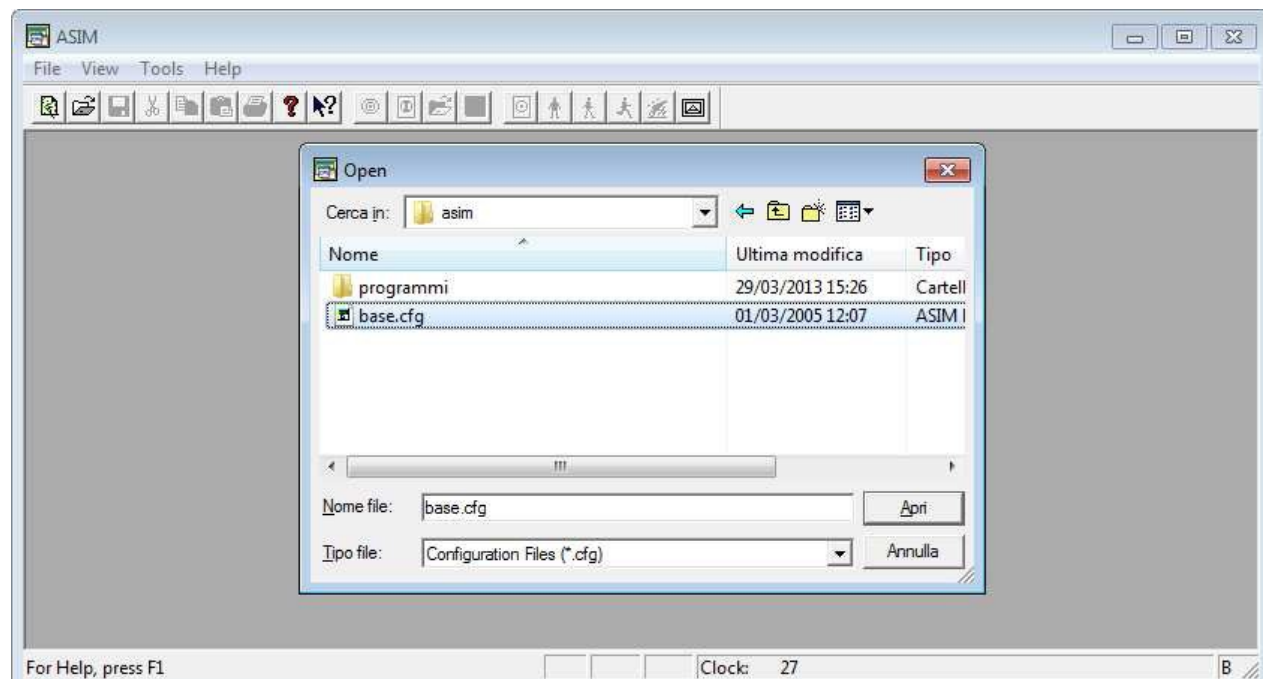 ASIM
File View Tools Help
Open
Cerca in: asim
Nome Ultima modifica Tipo
programmi 29/03/2013 15:26 Cartell
base.cfg 01/03/2005 12:07 ASIM
Nome file: base.cfg Apri
Tipo file: Configuration Files (*.cfg) Annulla
For Help, press F1 Clock: 27 B